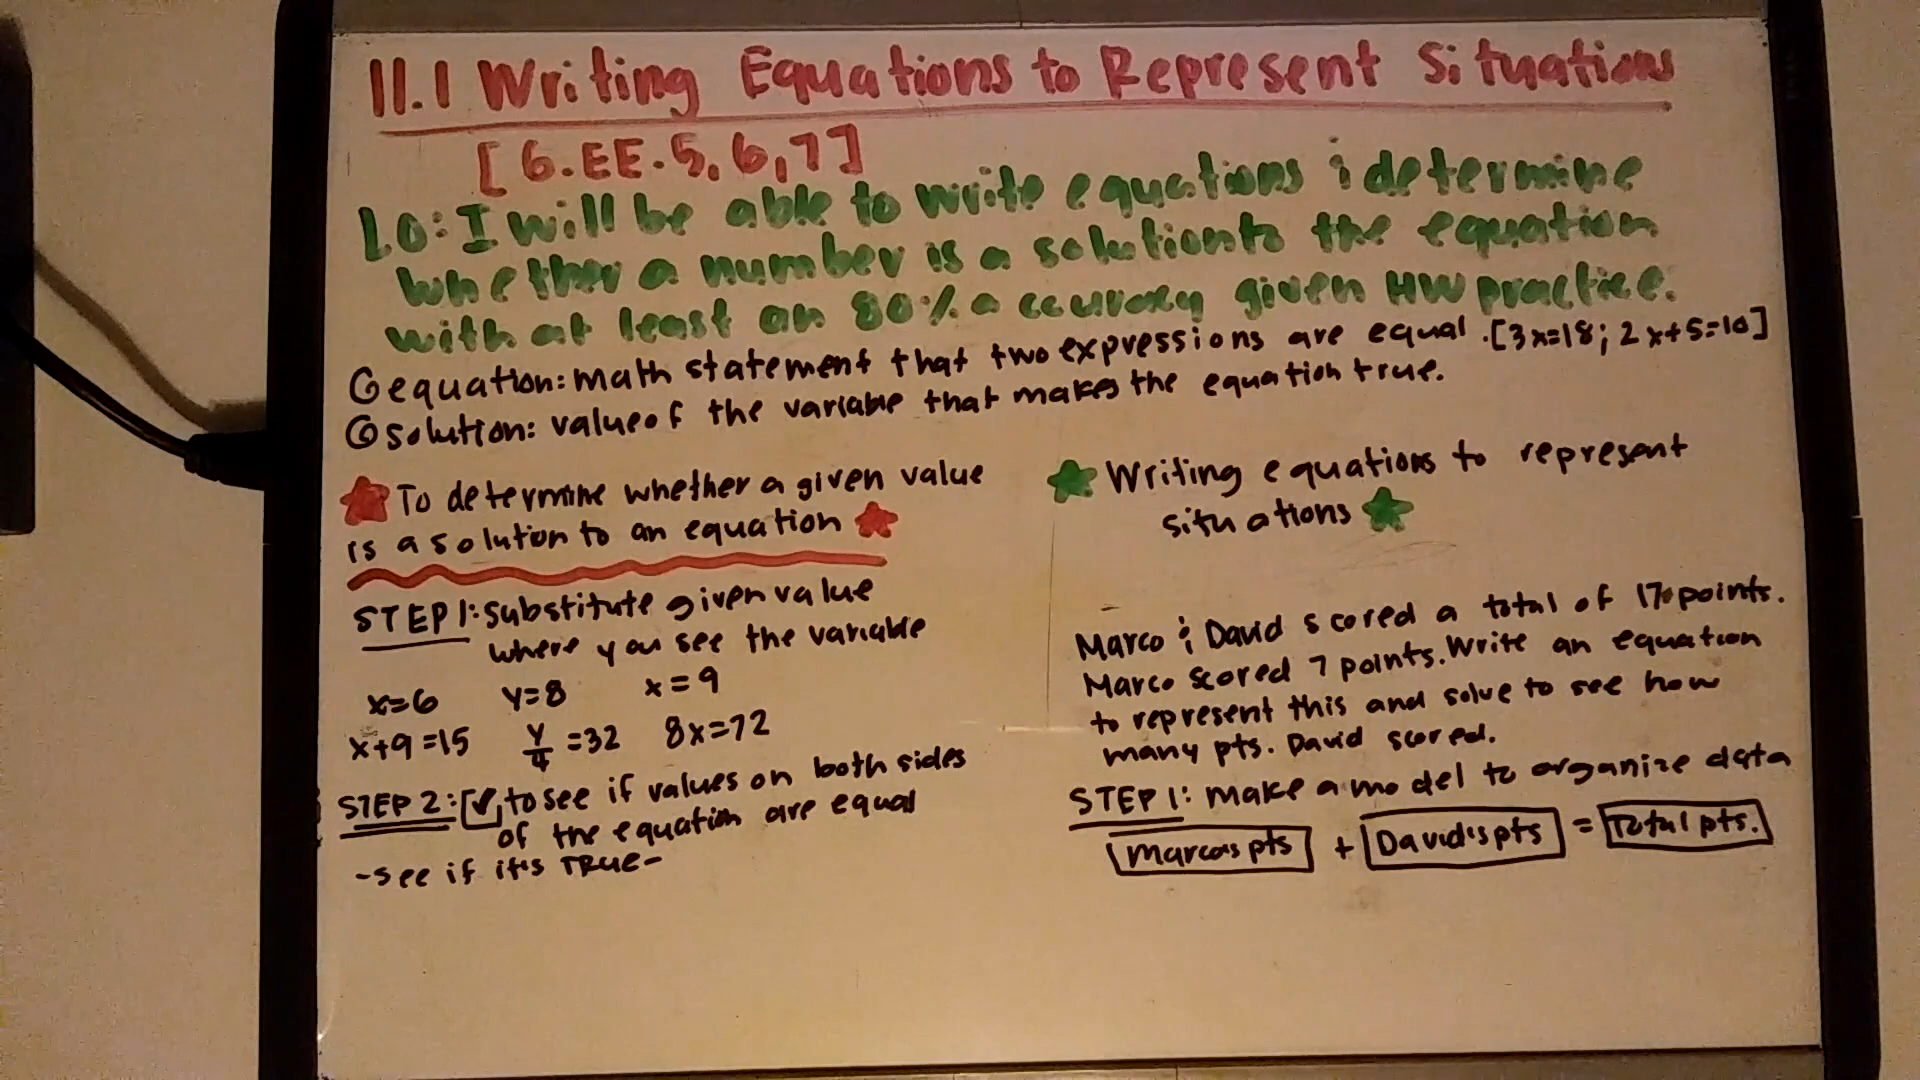 11.1 Writing Equations to Represent Situations
[6.EE.5,6,7]
LO: I will be able to write equations & determine
whether a number is a solution to the equation
with at least an 80% accuracy given HW practice.
equation: math statement that two expressions are equal. [3x=18; 2x+5=10]
solution: value of the variable that makes the equation true.
To determine whether a given value
is a solution to an equation
STEP 1: Substitute given value
where you see the variable
x=6 y=8 x=9
x+9=15 y/4=32 8x=72
STEP 2: [✓] to see if values on both sides
of the equation are equal
-see if it's TRUE-
Writing equations to represent
situations
Marco & David scored a total of points.
Marco scored 7 points. Write an equation
to represent this and solve to see how
many pts. David scored.
STEP 1: Make a model to organize data
Marco's pts + David's pts = Total pts.